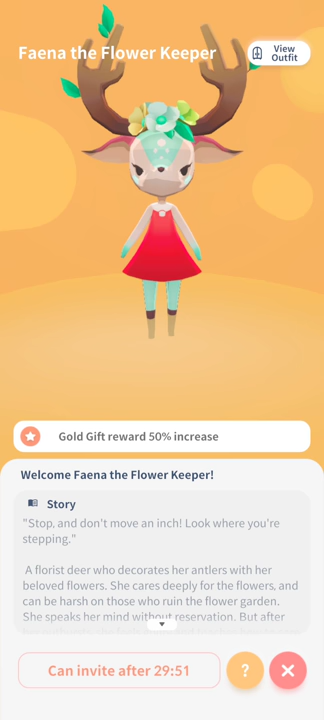 Faena the Flower Keeper
View
Outfit
Gold Gift reward 50% increase
Welcome Faena the Flower Keeper!
Story
"Stop, and don't move an inch! Look where you're
stepping."
A florist deer who decorates her antlers with her
beloved flowers. She cares deeply for the flowers, and
can be harsh on those who ruin the flower garden.
She speaks her mind without reservation. But after
Can invite after 29:51
?